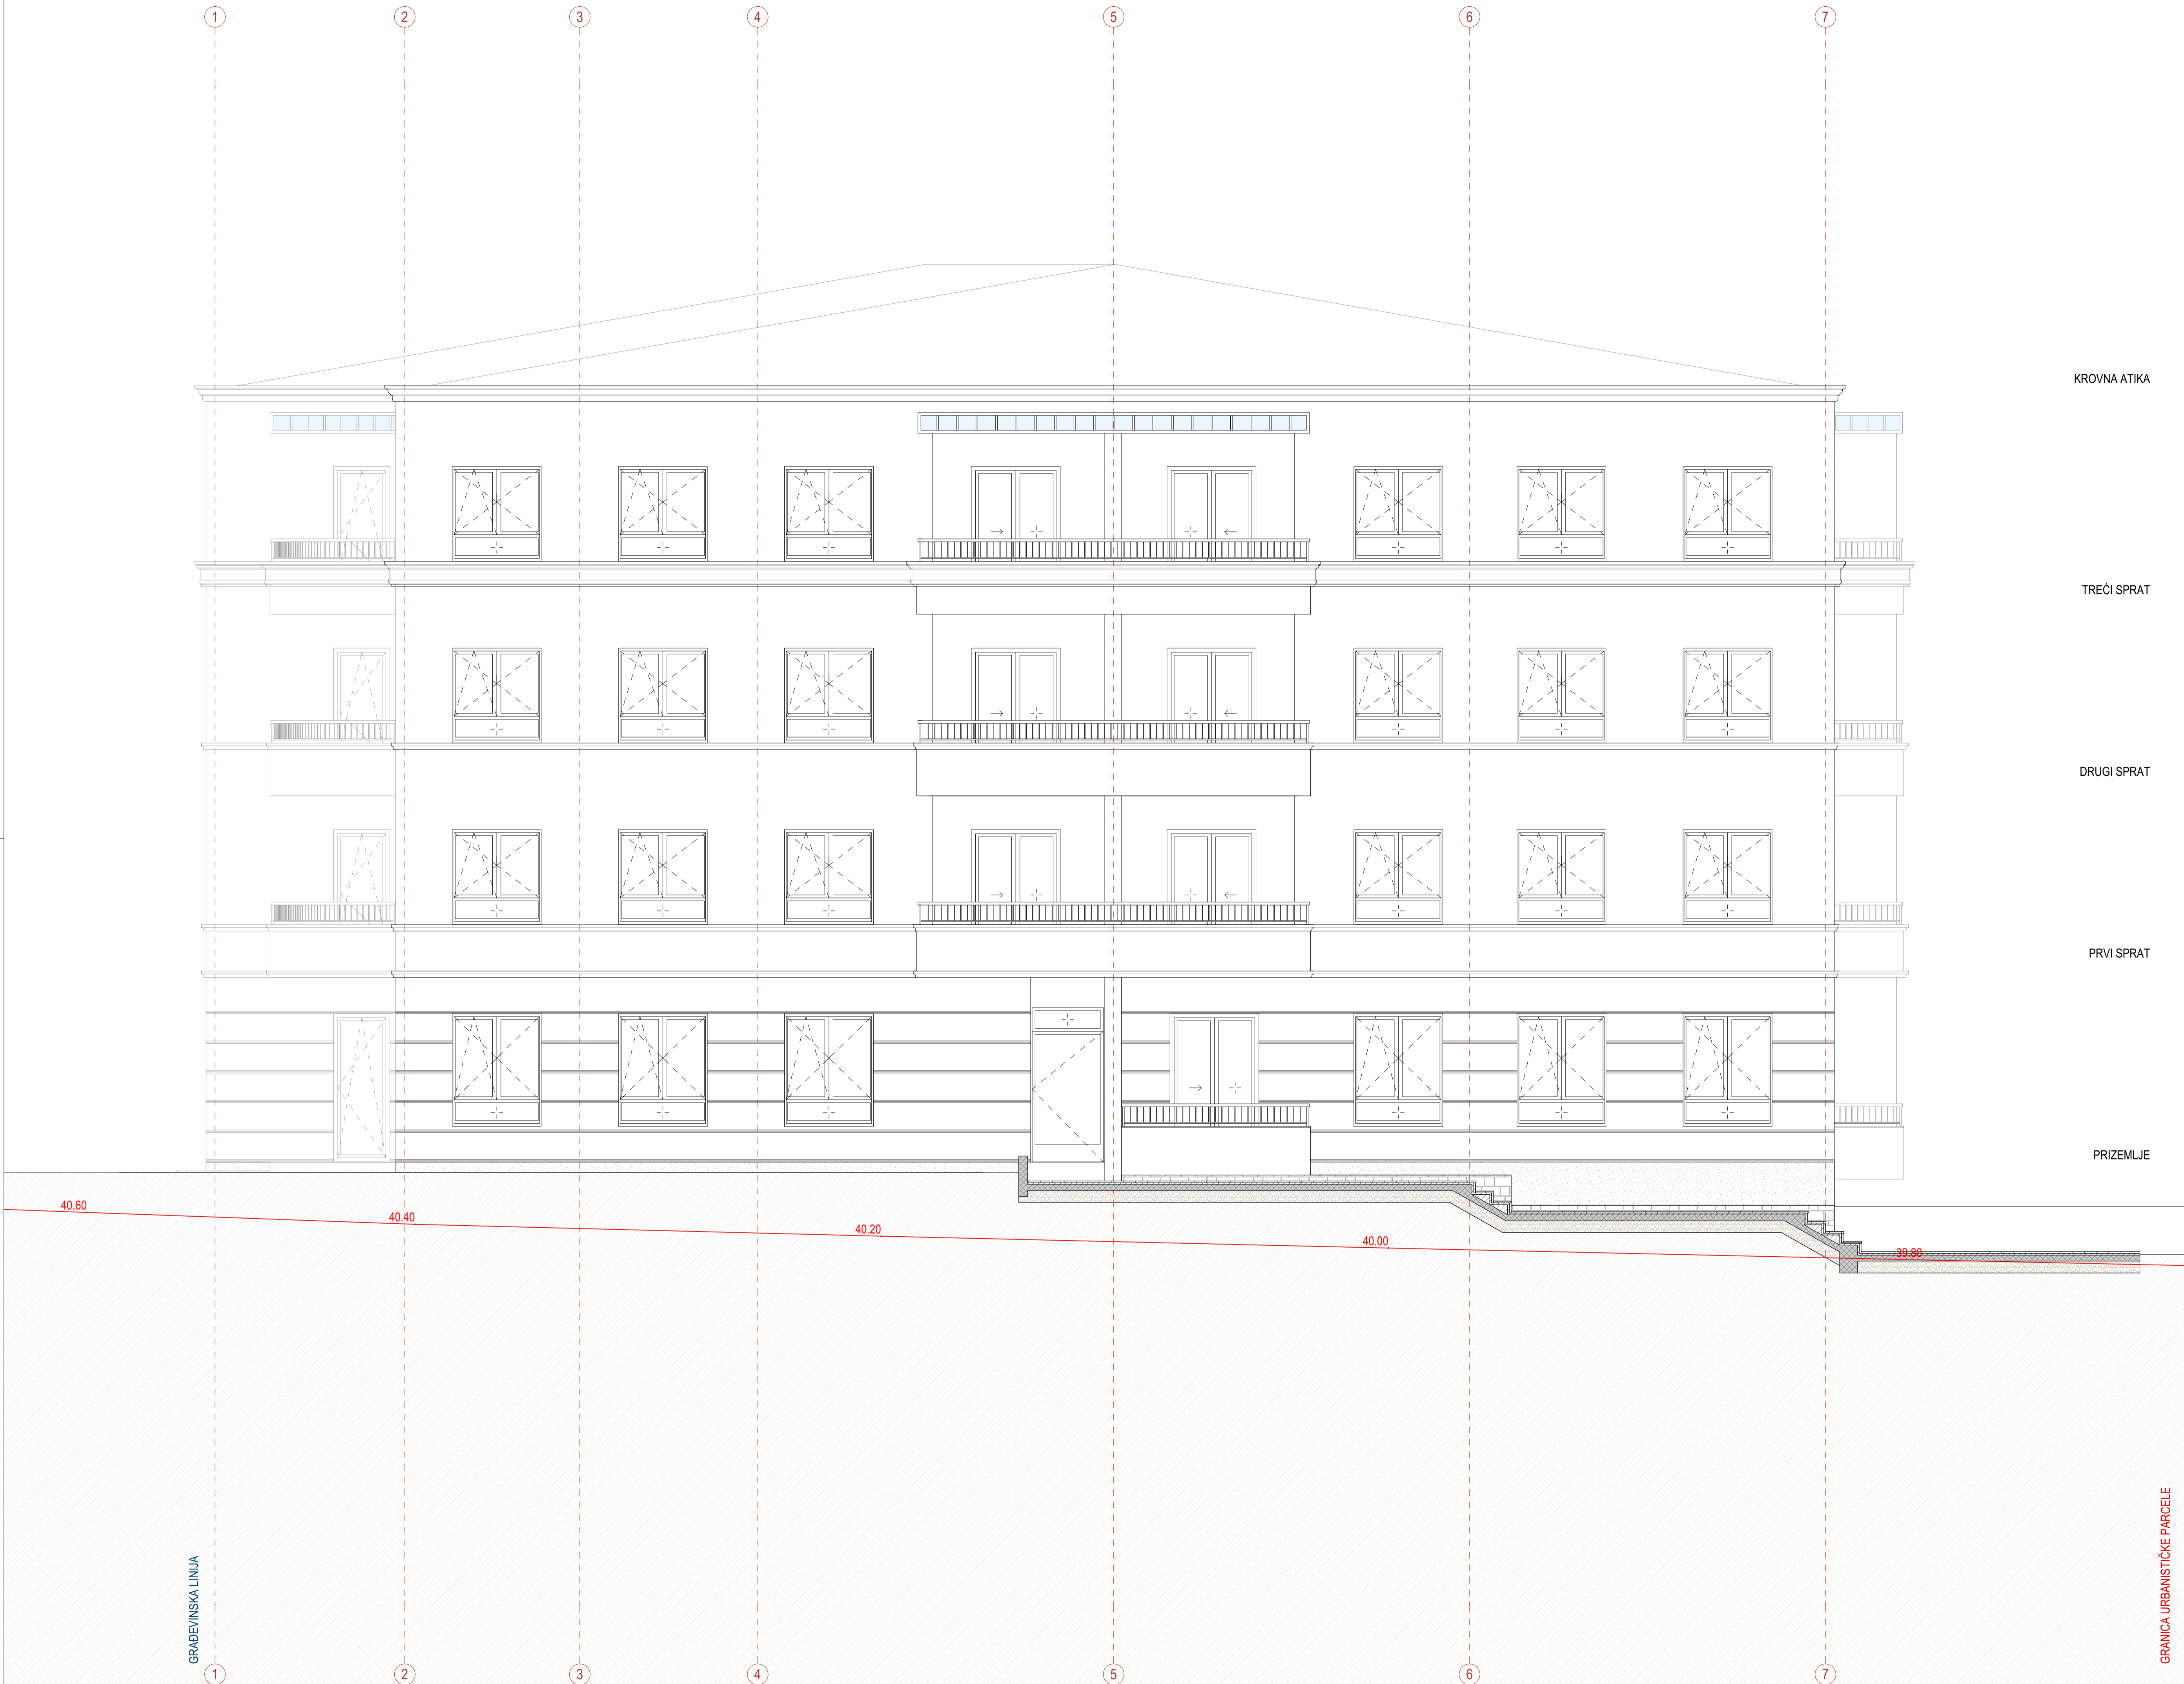 1 2 3 4 5 6 7
KROVNA ATIKA
TREĆI SPRAT
DRUGI SPRAT
PRVI SPRAT
PRIZEMLJE
40.60
40.40
40.20
40.00
39.80
GRAĐEVINSKA LINIJA
GRANICA URBANISTIČKE PARCELE
1 2 3 4 5 6 7